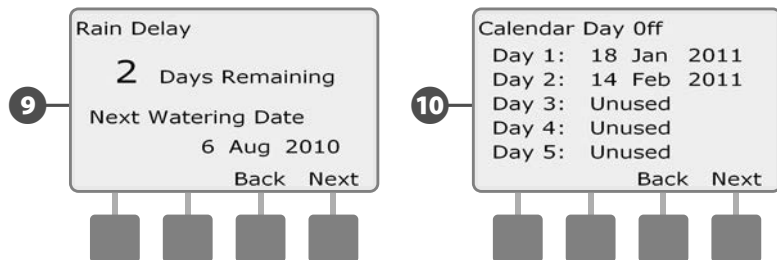 9
Rain Delay
2 Days Remaining
Next Watering Date
6 Aug 2010
Back Next
10
Calendar Day 0ff
Day 1: 18 Jan 2011
Day 2: 14 Feb 2011
Day 3: Unused
Day 4: Unused
Day 5: Unused
Back Next